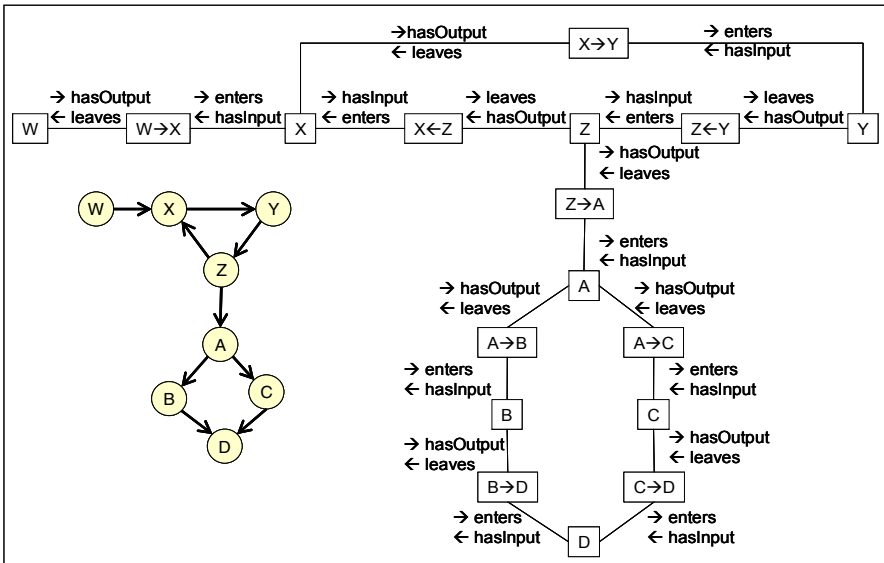 → hasOutput
← leaves
X→Y
→ enters
← hasInput
→ hasOutput
← leaves
→ enters
← hasInput
→ hasInput
← enters
→ leaves
← hasOutput
→ hasInput
← enters
→ leaves
← hasOutput
W
W→X
X
X←Z
Z
Z←Y
Y
→ hasOutput
← leaves
Z→A
→ enters
← hasInput
A
→ hasOutput
← leaves
→ hasOutput
← leaves
A→B
A→C
→ enters
← hasInput
→ enters
← hasInput
B
C
→ hasOutput
← leaves
→ hasOutput
← leaves
B→D
C→D
→ enters
← hasInput
→ enters
← hasInput
D
W
X
Y
Z
A
B
C
D